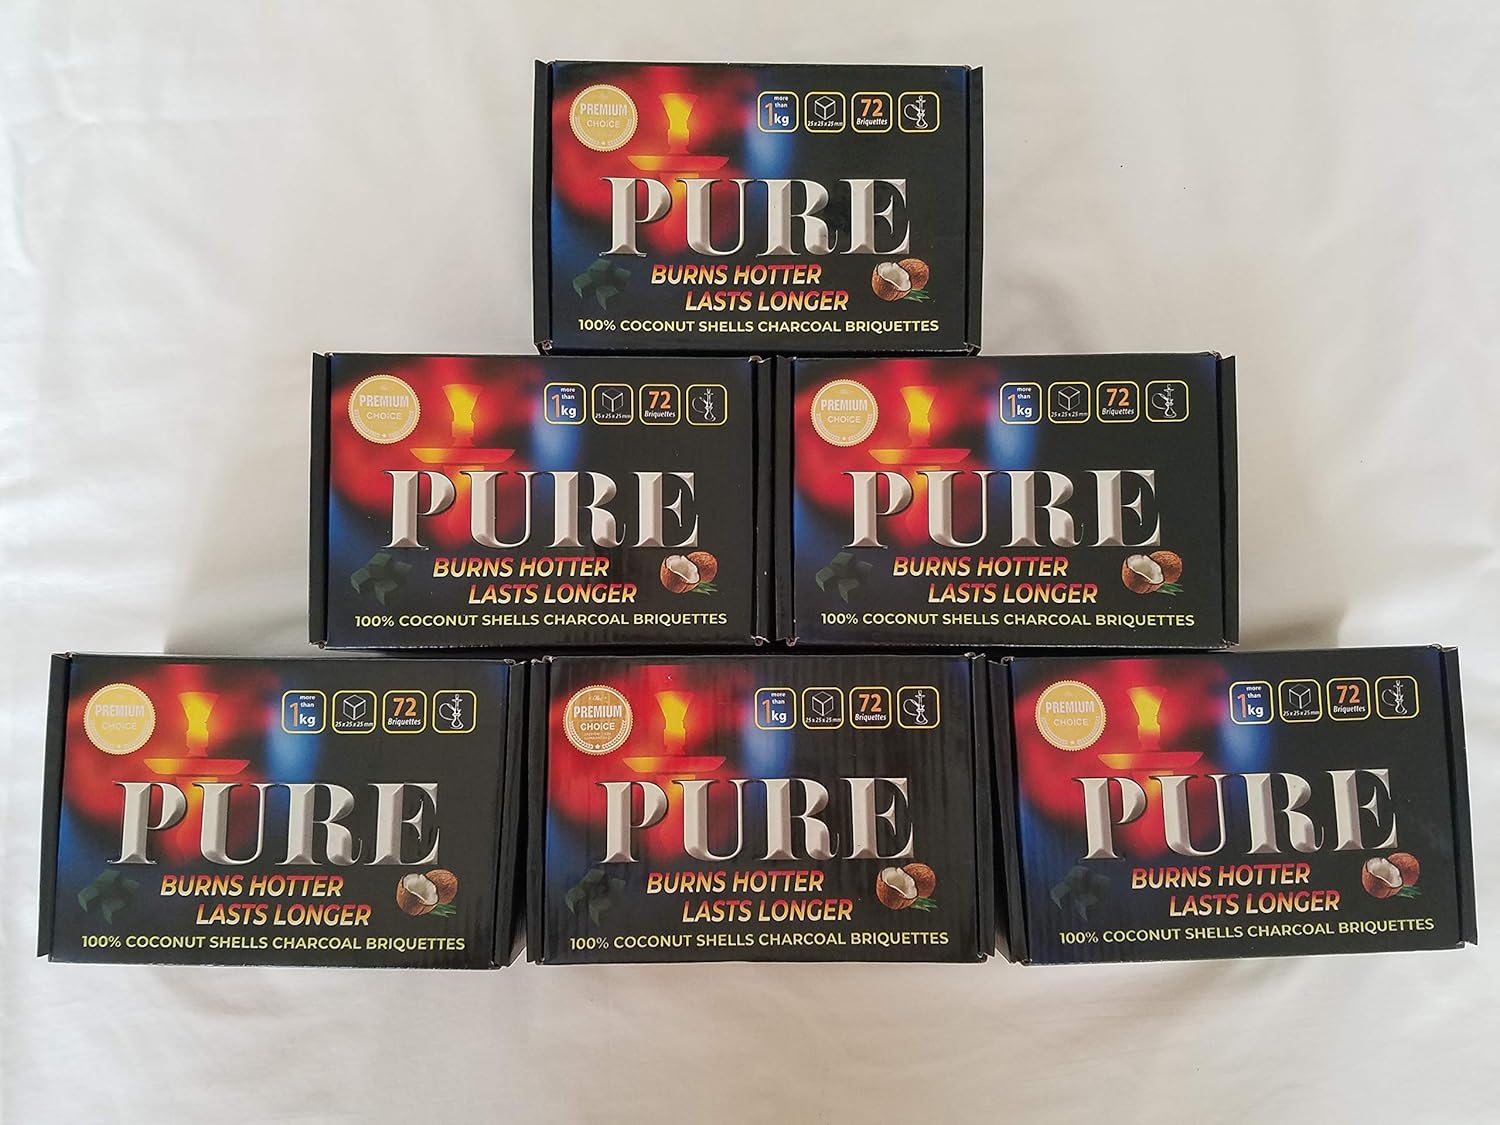 PREMIUM
CHOICE
more
than
1kg
25 x 25 x 25 mm
72
Briquettes
PURE
BURNS HOTTER
LASTS LONGER
100% COCONUT SHELLS CHARCOAL BRIQUETTES
PREMIUM
CHOICE
more
than
1kg
25 x 25 x 25 mm
72
Briquettes
PURE
BURNS HOTTER
LASTS LONGER
100% COCONUT SHELLS CHARCOAL BRIQUETTES
PREMIUM
CHOICE
more
than
1kg
25 x 25 x 25 mm
72
Briquettes
PURE
BURNS HOTTER
LASTS LONGER
100% COCONUT SHELLS CHARCOAL BRIQUETTES
PREMIUM
CHOICE
more
than
1kg
25 x 25 x 25 mm
72
Briquettes
PURE
BURNS HOTTER
LASTS LONGER
100% COCONUT SHELLS CHARCOAL BRIQUETTES
PREMIUM
CHOICE
more
than
1kg
25 x 25 x 25 mm
72
Briquettes
PURE
BURNS HOTTER
LASTS LONGER
100% COCONUT SHELLS CHARCOAL BRIQUETTES
PREMIUM
CHOICE
more
than
1kg
25 x 25 x 25 mm
72
Briquettes
PURE
BURNS HOTTER
LASTS LONGER
100% COCONUT SHELLS CHARCOAL BRIQUETTES